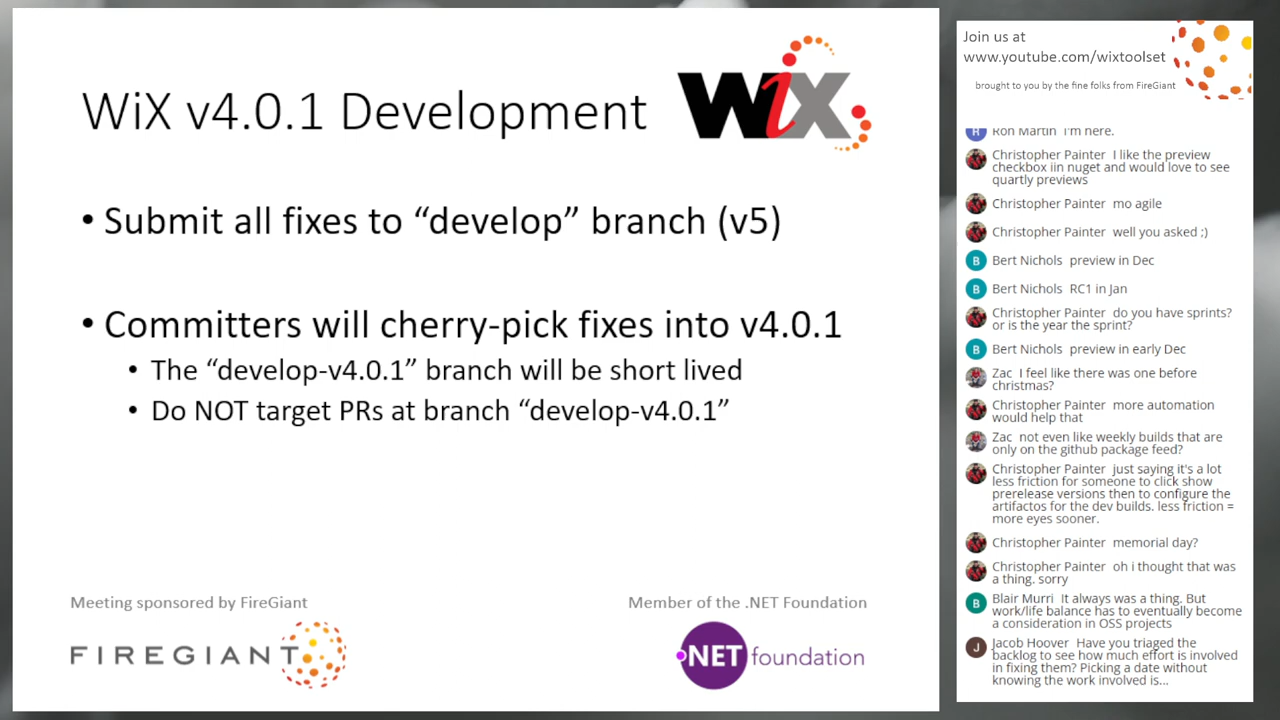 WiX v4.0.1 Development
WiX
• Submit all fixes to “develop” branch (v5)
• Committers will cherry-pick fixes into v4.0.1
• The “develop-v4.0.1” branch will be short lived
• Do NOT target PRs at branch “develop-v4.0.1”
Meeting sponsored by FireGiant
FIREGIANT
Member of the .NET Foundation
.NET foundation
Join us at
www.youtube.com/wixtoolset
brought to you by the fine folks from FireGiant
R Ron Martin I'm here.
Christopher Painter I like the preview
checkbox iin nuget and would love to see
quartly previews
Christopher Painter mo agile
Christopher Painter well you asked ;)
B Bert Nichols preview in Dec
B Bert Nichols RC1 in Jan
Christopher Painter do you have sprints?
or is the year the sprint?
B Bert Nichols preview in early Dec
Zac I feel like there was one before
christmas?
Christopher Painter more automation
would help that
Zac not even like weekly builds that are
only on the github package feed?
Christopher Painter just saying it's a lot
less friction for someone to click show
prerelease versions then to configure the
artifactos for the dev builds. less friction =
more eyes sooner.
Christopher Painter memorial day?
Christopher Painter oh i thought that was
a thing. sorry
B Blair Murri It always was a thing. But
work/life balance has to eventually become
a consideration in OSS projects
J Jacob Hoover Have you triaged the
backlog to see how much effort is involved
in fixing them? Picking a date without
knowing the work involved is...